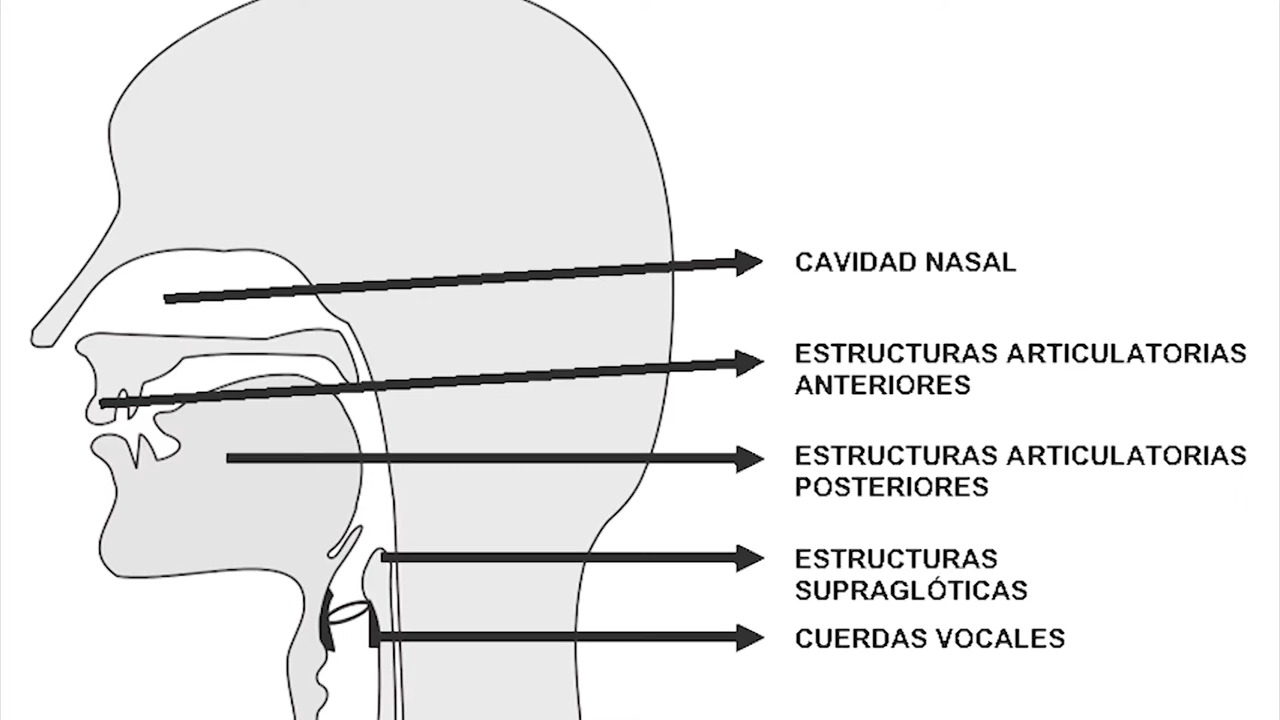 CAVIDAD NASAL
ESTRUCTURAS ARTICULATORIAS
ANTERIORES
ESTRUCTURAS ARTICULATORIAS
POSTERIORES
ESTRUCTURAS
SUPRAGLÓTICAS
CUERDAS VOCALES